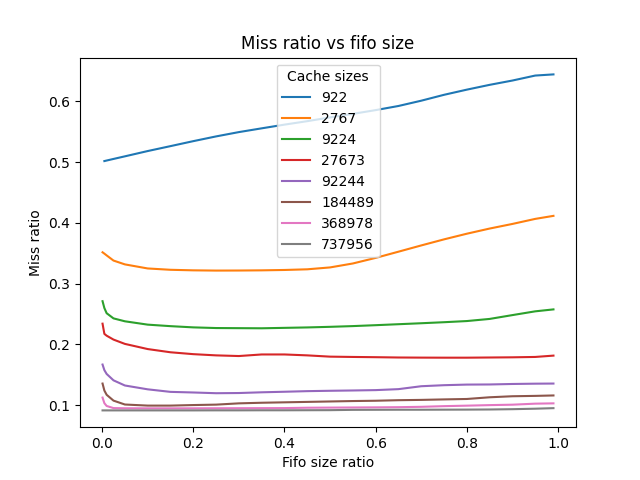 Miss ratio vs fifo size
Cache sizes
922
2767
9224
27673
92244
184489
368978
737956
Miss ratio
0.6
0.5
0.4
0.3
0.2
0.1
0.0 0.2 0.4 0.6 0.8 1.0
Fifo size ratio